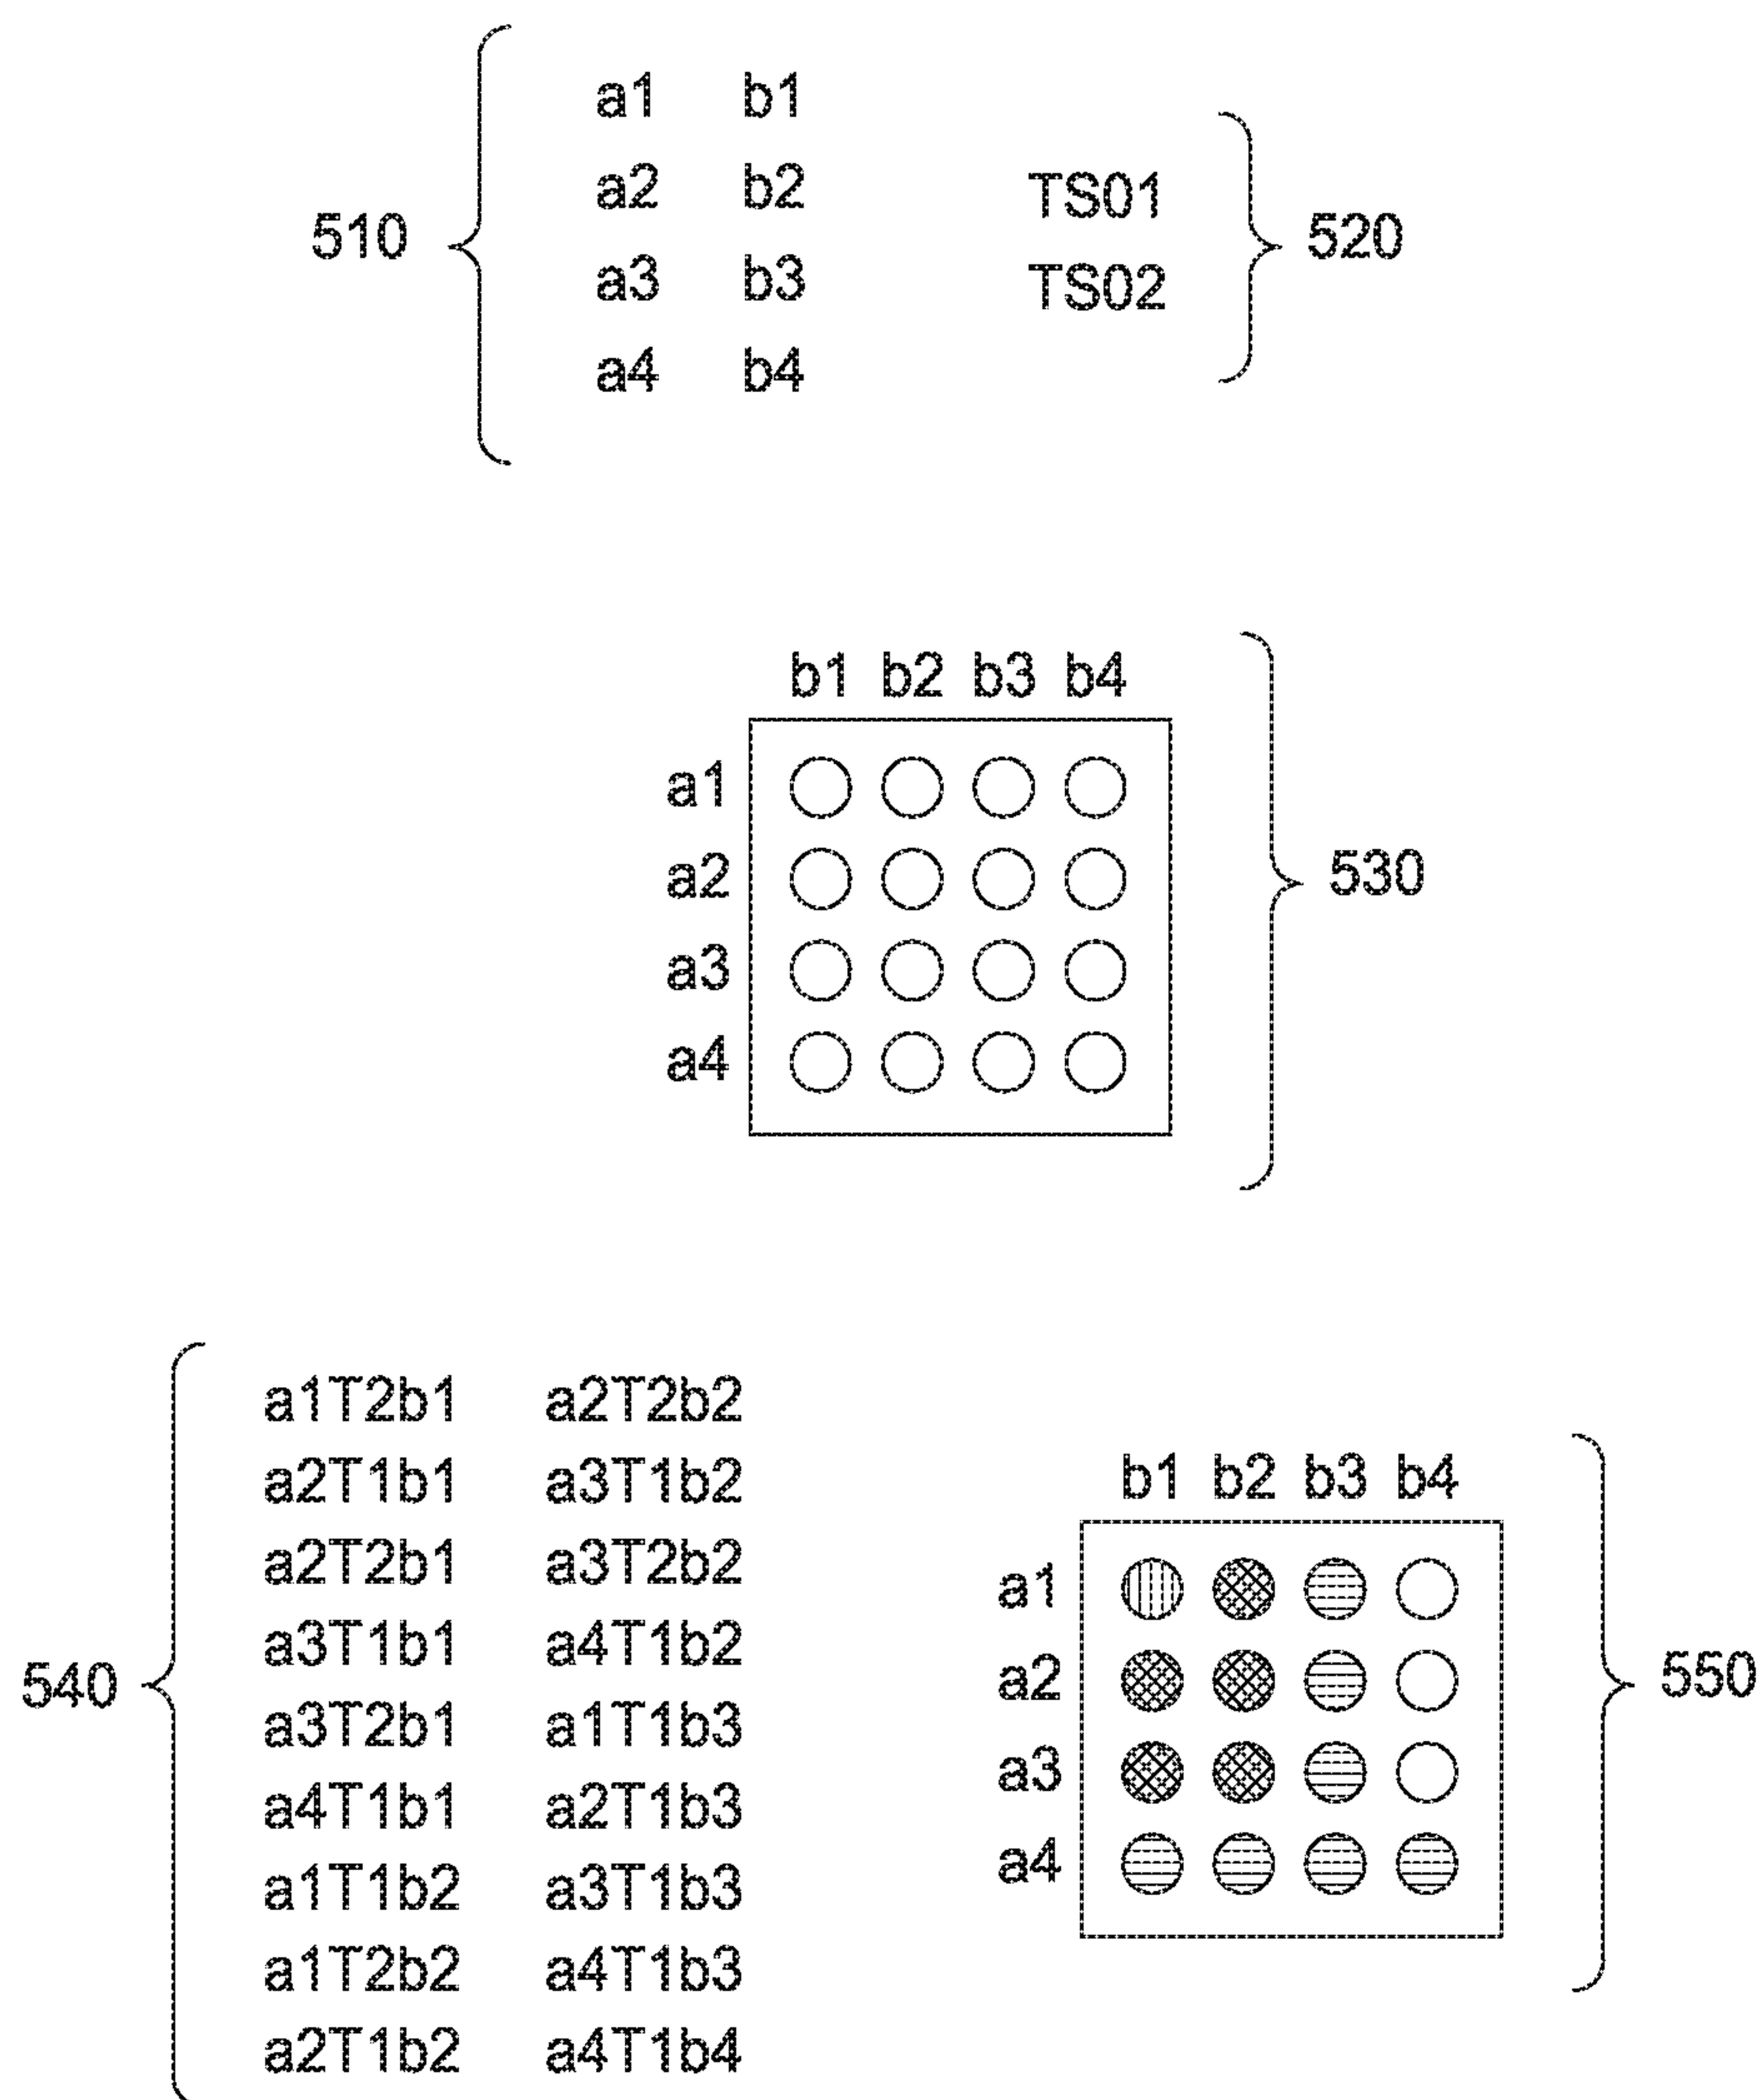 a1 b1
a2 b2
TS01
510
520
a3 b3
TS02
a4 b4
b1 b2 b3 b4
a1
a2
530
a3
a4
a1T2b1 a2T2b2
a2T1b1 a3T1b2
a2T2b1 a3T2b2
a3T1b1 a4T1b2
540
a3T2b1 a1T1b3
a4T1b1 a2T1b3
a1T1b2 a3T1b3
a1T2b2 a4T1b3
a2T1b2 a4T1b4
b1 b2 b3 b4
a1
a2
550
a3
a4